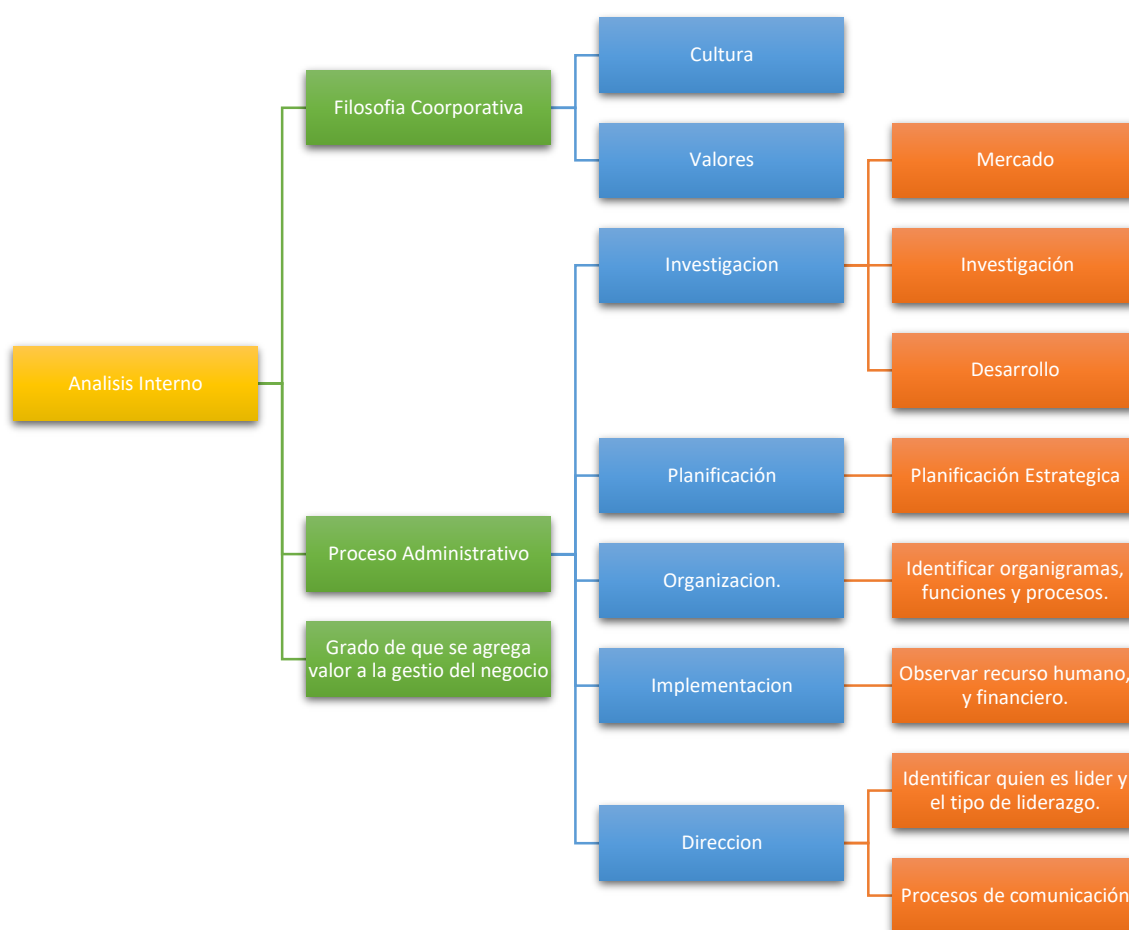 Analisis Interno
Filosofia Coorporativa
Cultura
Valores
Proceso Administrativo
Investigacion
Mercado
Investigación
Desarrollo
Planificación
Planificación Estrategica
Organizacion.
Identificar organigramas,
funciones y procesos.
Implementacion
Observar recurso humano,
y financiero.
Direccion
Identificar quien es lider y
el tipo de liderazgo.
Procesos de comunicación
Grado de que se agrega
valor a la gestio del negocio